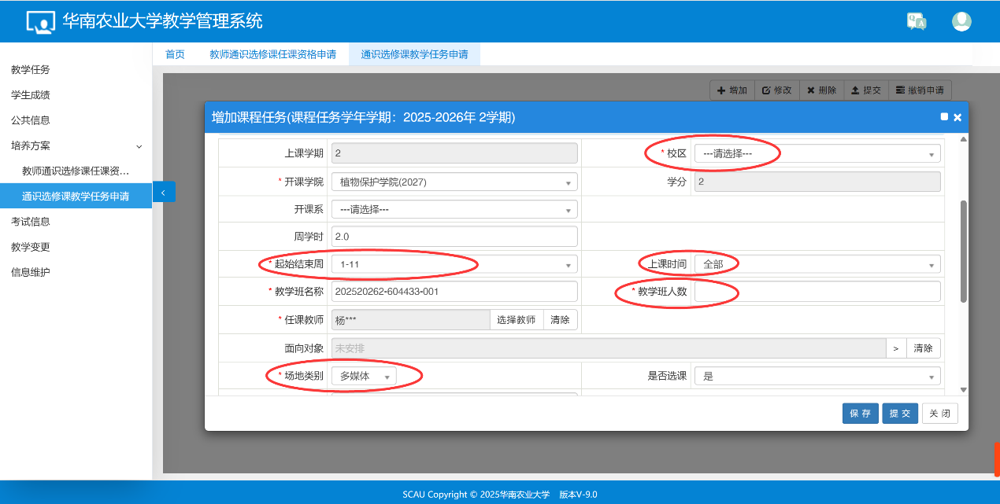 华南农业大学教学管理系统
首页 教师通识选修课任课资格申请 通识选修课教学任务申请
教学任务
学生成绩
公共信息
培养方案
教师通识选修课任课资...
通识选修课教学任务申请
考试信息
教学变更
信息维护
增加 修改 删除 提交 撤销申请
增加课程任务(课程任务学年学期：2025-2026年 2学期)
上课学期 2 * 校区 ---请选择---
* 开课学院 植物保护学院(2027) 学分 2
开课系 ---请选择---
周学时 2.0
* 起始结束周 1-11 上课时间 全部
* 教学班名称 202520262-604433-001 * 教学班人数
* 任课教师 杨*** 选择教师 清除
面向对象 未安排 > 清除
* 场地类别 多媒体 是否选课 是
保 存 提 交 关 闭
SCAU Copyright © 2025华南农业大学 版本V-9.0